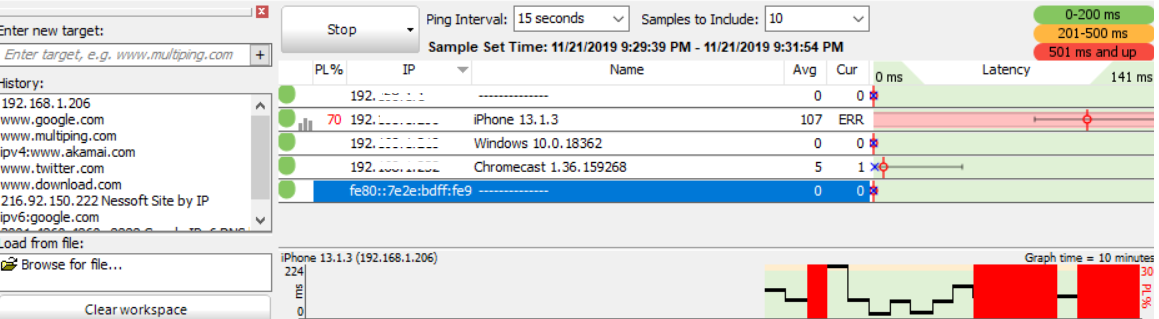 Enter new target:
Enter target, e.g. www.multiping.com +
History:
192.168.1.206
www.google.com
www.multiping.com
ipv4:www.akamai.com
www.twitter.com
www.download.com
216.92.150.222 Nessoft Site by IP
ipv6:google.com
Load from file:
Browse for file...
Clear workspace
Stop
Ping Interval: 15 seconds Samples to Include: 10
Sample Set Time: 11/21/2019 9:29:39 PM - 11/21/2019 9:31:54 PM
0-200 ms
201-500 ms
501 ms and up
PL% IP Name Avg Cur 0 ms Latency 141 ms
192. -------------- 0 0
70 192. iPhone 13.1.3 107 ERR
192. Windows 10.0.18362 0 0
192. Chromecast 1.36.159268 5 1
fe80::7e2e:bdff:fe9 -------------- 0 0
iPhone 13.1.3 (192.168.1.206) Graph time = 10 minutes
224 30
ms PL%
0